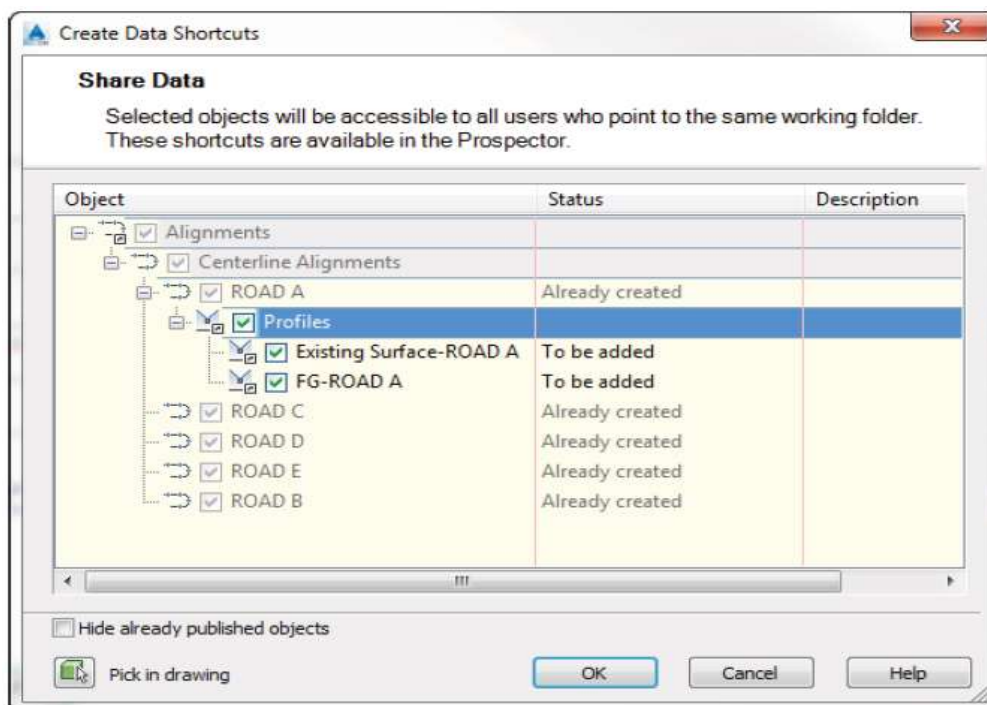 Create Data Shortcuts
Share Data
Selected objects will be accessible to all users who point to the same working folder.
These shortcuts are available in the Prospector.
Object Status Description
Alignments
Centerline Alignments
ROAD A Already created
Profiles
Existing Surface-ROAD A To be added
FG-ROAD A To be added
ROAD C Already created
ROAD D Already created
ROAD E Already created
ROAD B Already created
Hide already published objects
Pick in drawing OK Cancel Help